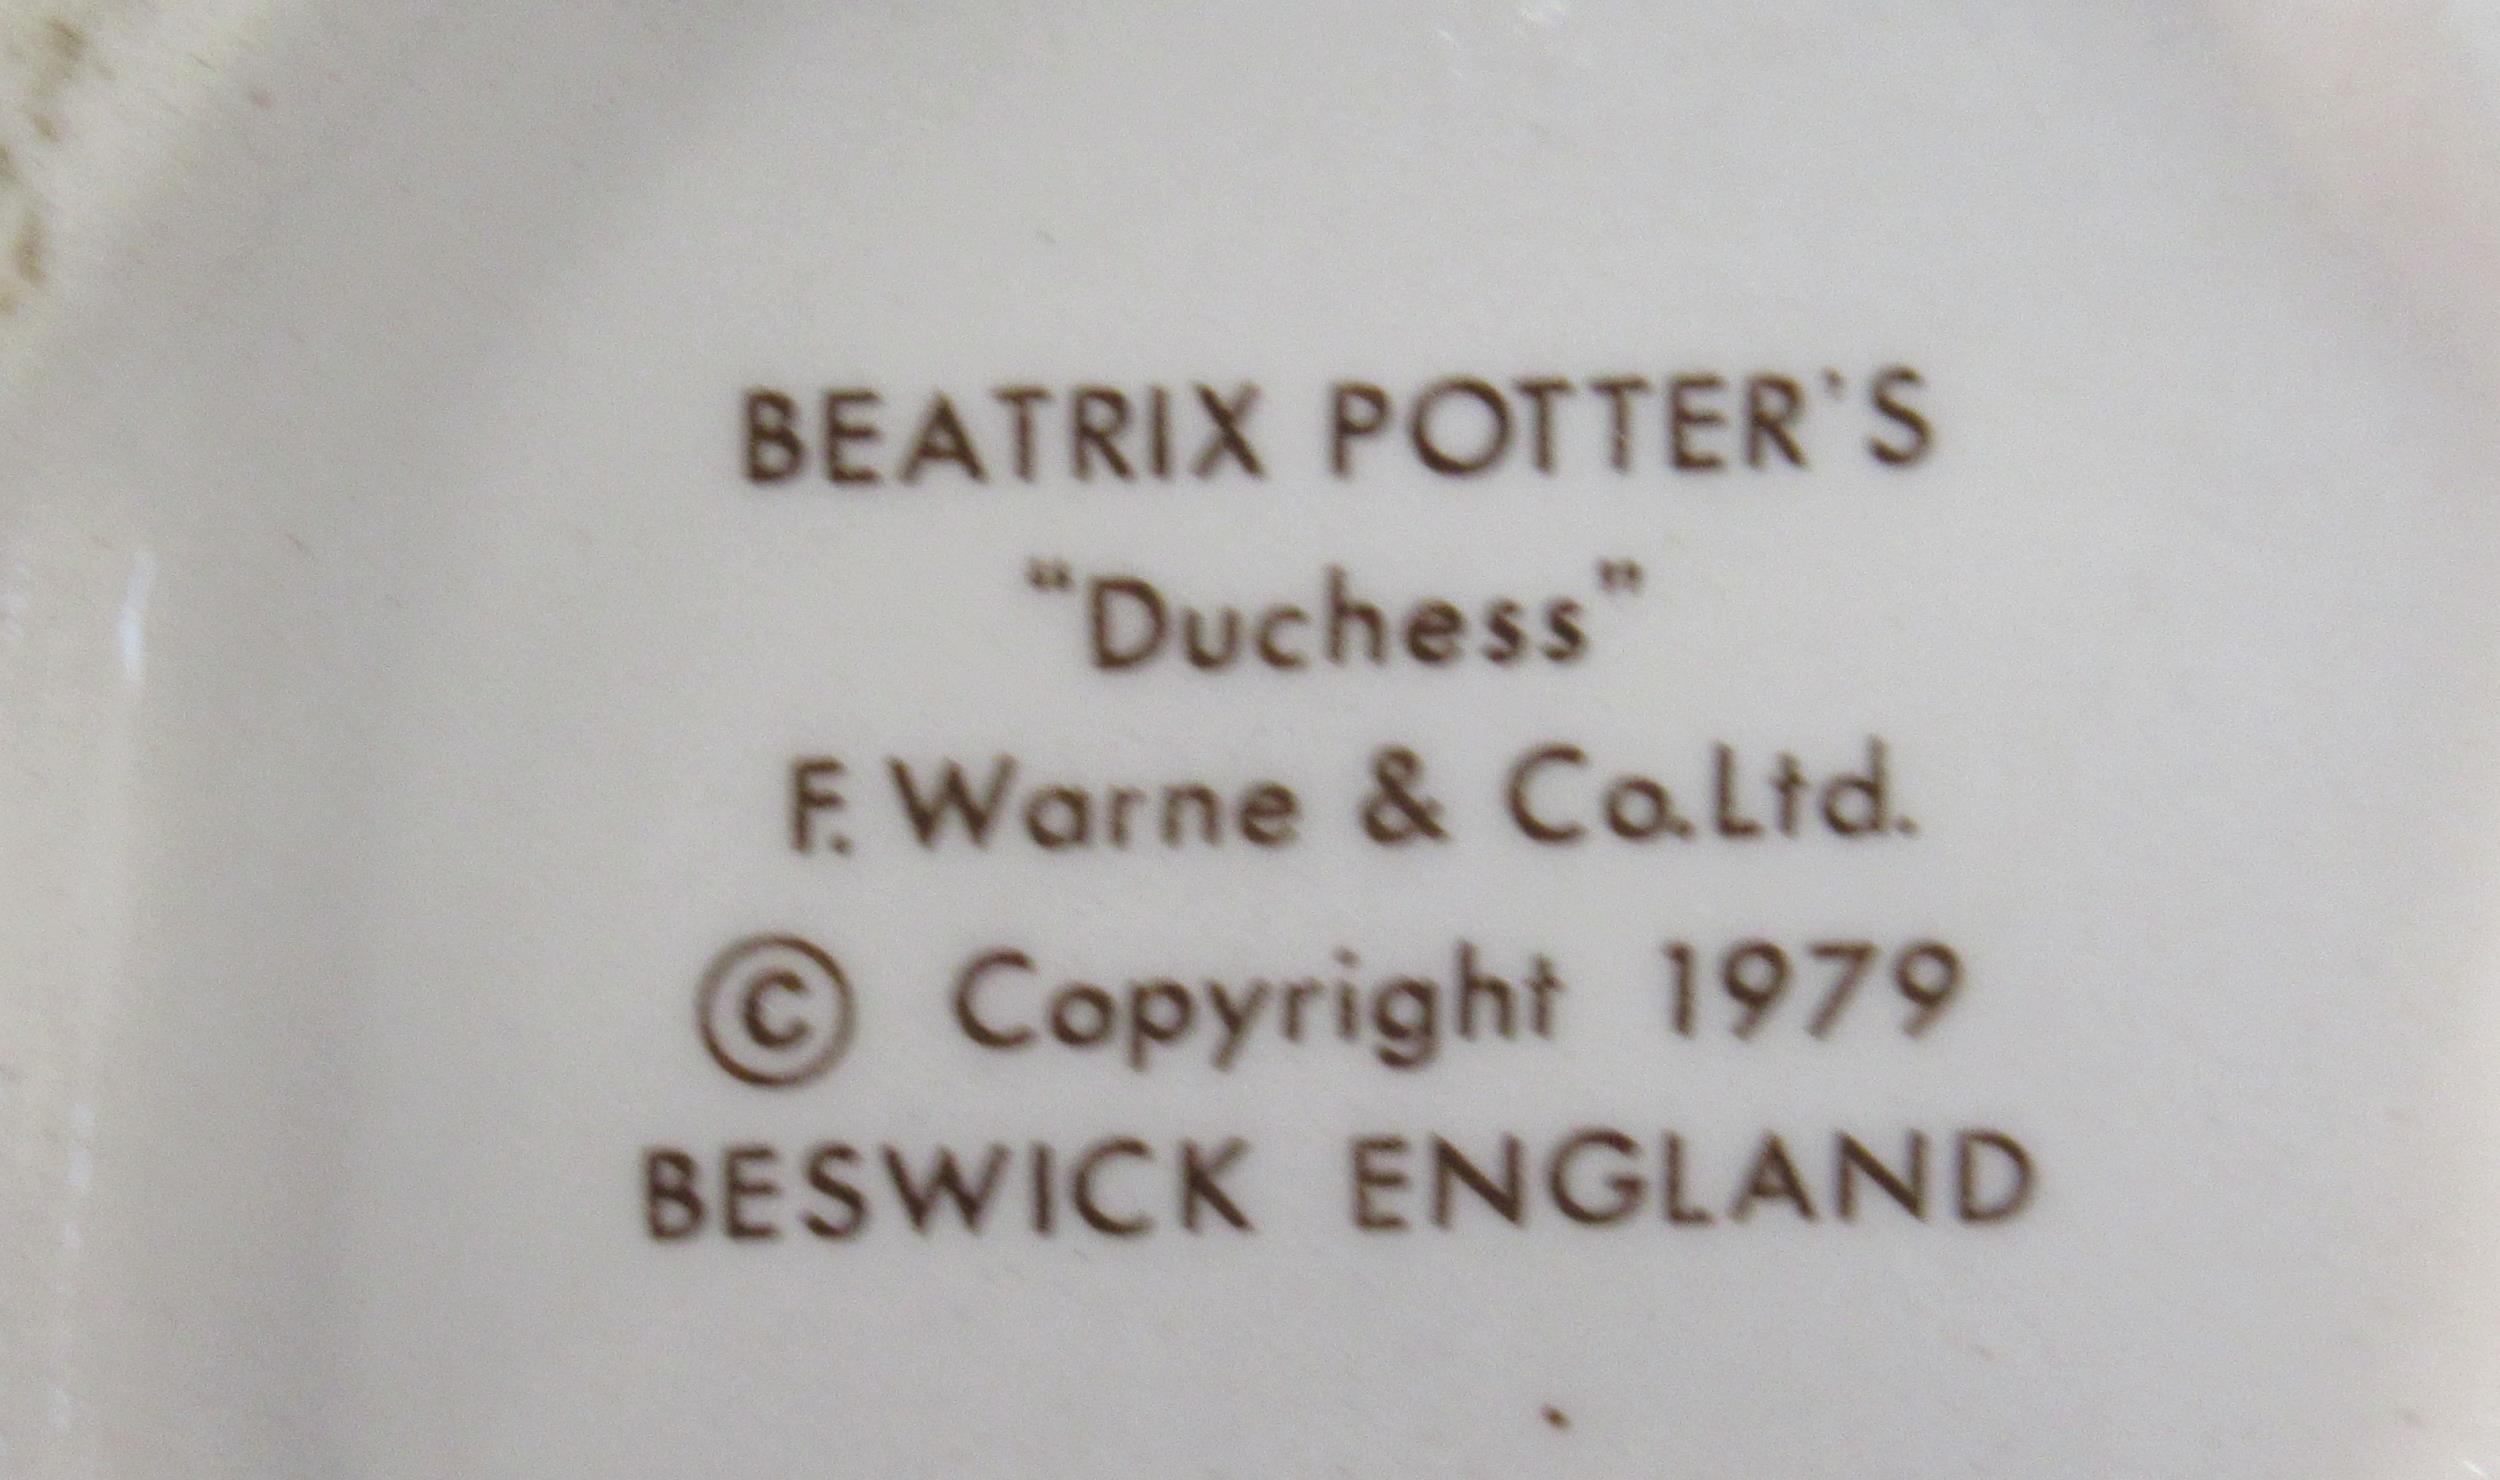 BEATRIX POTTER'S
“Duchess”
F. Warne & Co.Ltd.
© Copyright 1979
BESWICK ENGLAND